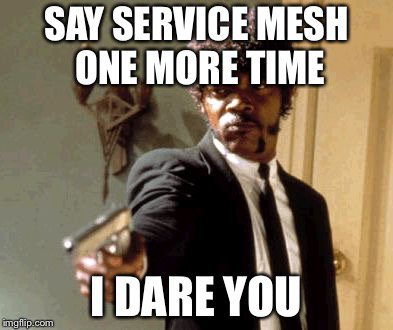 SAY SERVICE MESH
ONE MORE TIME
I DARE YOU
imgflip.com